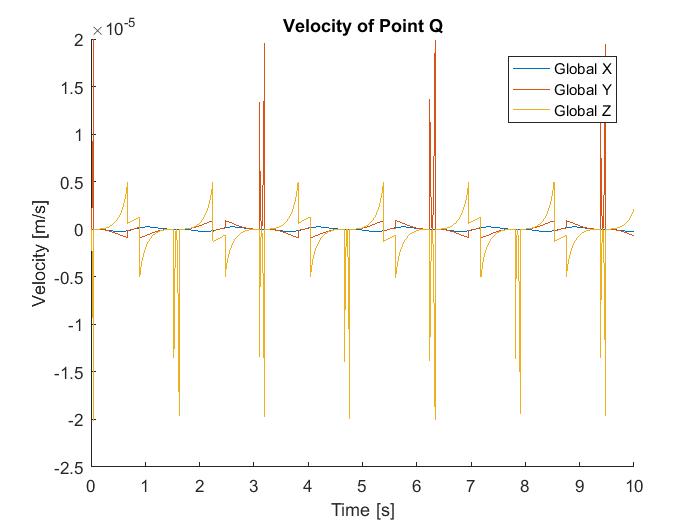 Velocity of Point Q
×10-5
2
1.5
1
0.5
0
-0.5
-1
-1.5
-2
-2.5
Velocity [m/s]
Global X
Global Y
Global Z
0 1 2 3 4 5 6 7 8 9 10
Time [s]